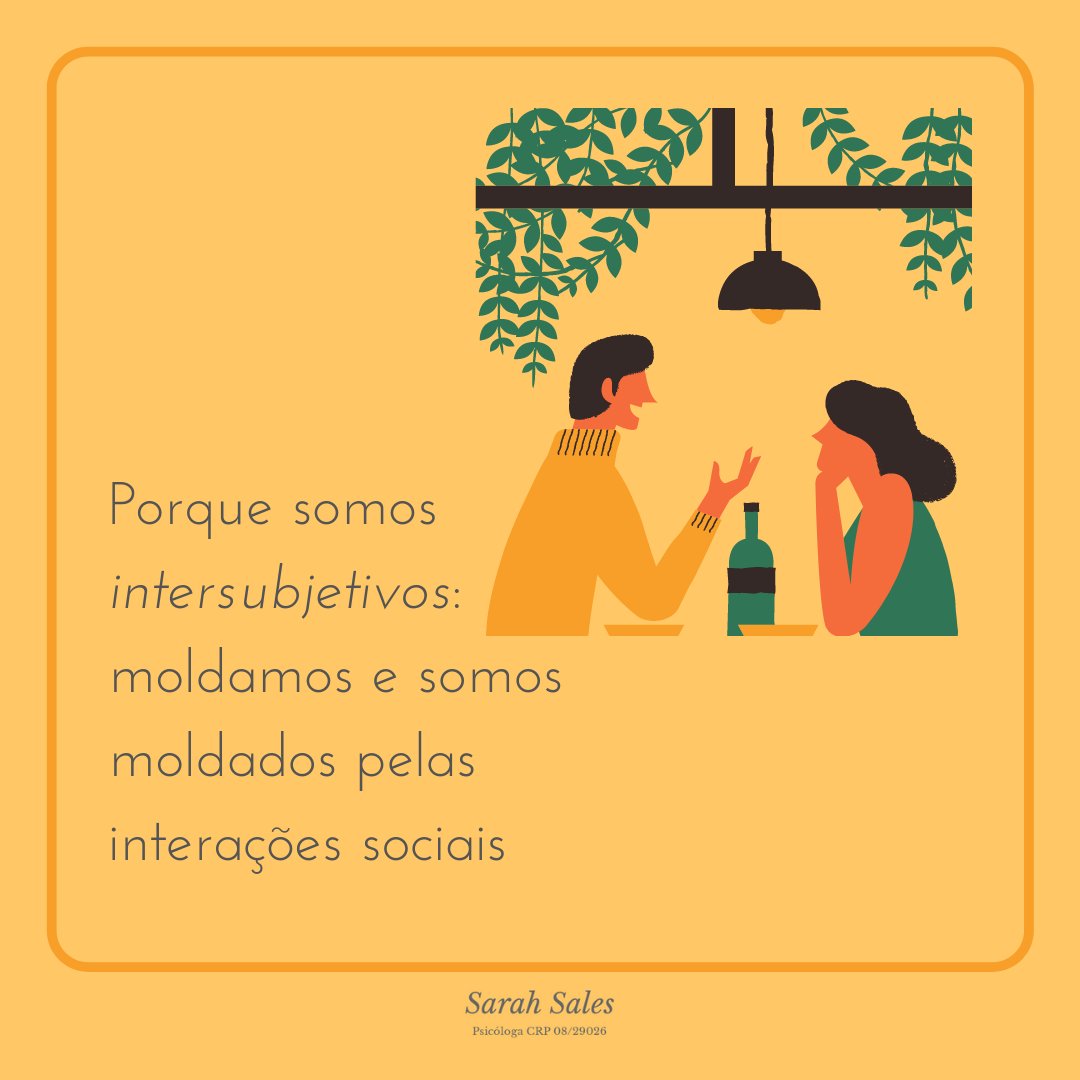 Porque somos
intersubjetivos:
moldamos e somos
moldados pelas
interações sociais
Sarah Sales
Psicóloga CRP 08/29026